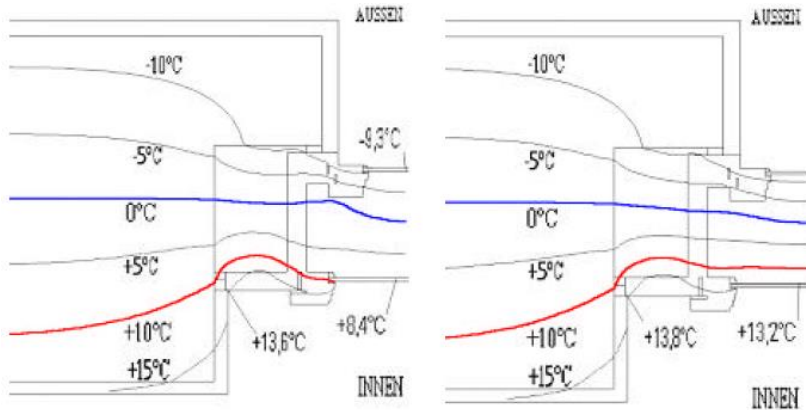 AUSSEN
-10°C
-9,3°C
-5°C
0°C
+5°C
+10°C
+13,6°C
+8,4°C
+15°C
INNEN
AUSSEN
-10°C
-5°C
0°C
+5°C
+10°C
+13,8°C
+13,2°C
+15°C
INNEN